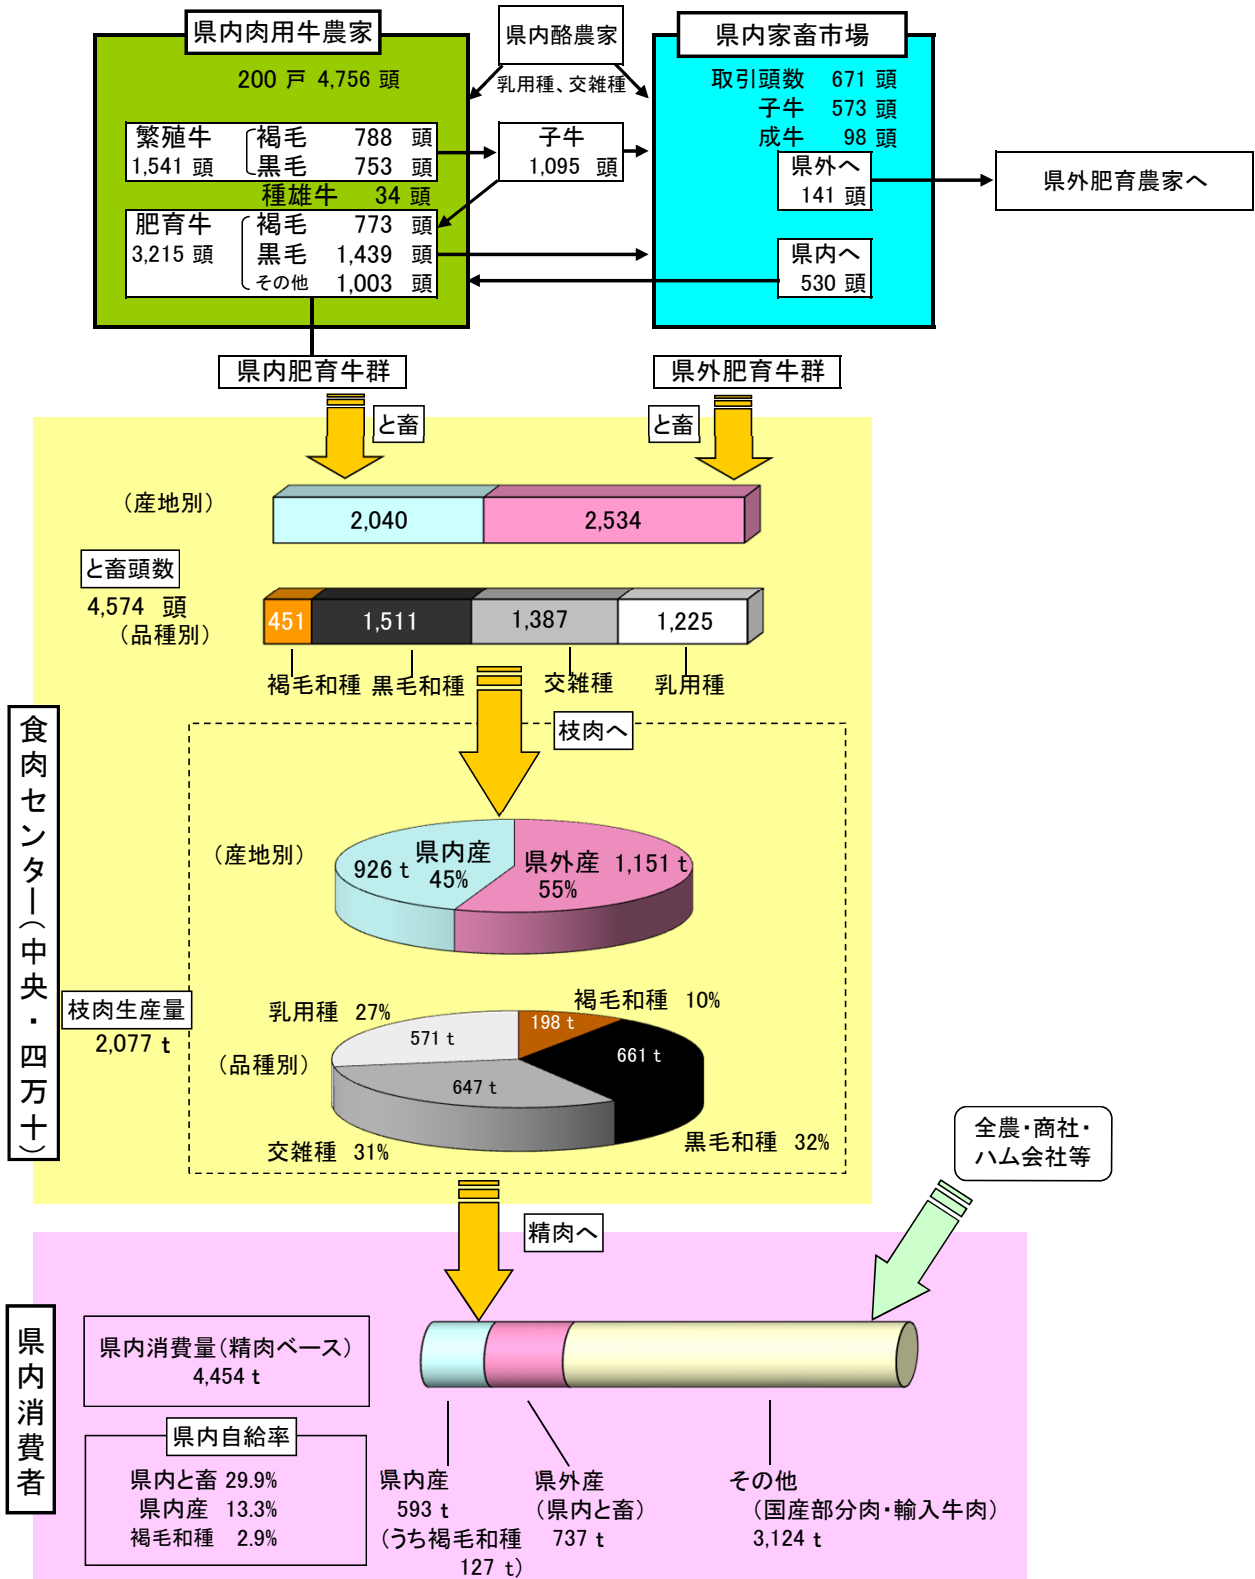 県内肉用牛農家
200 戸 4,756 頭
繁殖牛 褐毛 788 頭
1,541 頭 黒毛 753 頭
種雄牛 34 頭
肥育牛 褐毛 773 頭
3,215 頭 黒毛 1,439 頭
その他 1,003 頭
県内酪農家
乳用種、交雑種
子牛
1,095 頭
県内家畜市場
取引頭数 671 頭
子牛 573 頭
成牛 98 頭
県外へ
141 頭
県内へ
530 頭
県外肥育農家へ
県内肥育牛群
県外肥育牛群
と畜
と畜
（産地別）
2,040 2,534
と畜頭数
4,574 頭
（品種別）
451 1,511 1,387 1,225
褐毛和種 黒毛和種 交雑種 乳用種
食肉センター（中央・四万十）
枝肉へ
（産地別）
926 t 県内産
45%
県外産 1,151 t
55%
枝肉生産量
2,077 t
（品種別）
乳用種 27%
571 t
褐毛和種 10%
198 t
661 t
黒毛和種 32%
647 t
交雑種 31%
全農・商社・
ハム会社等
精肉へ
県内消費者
県内消費量（精肉ベース）
4,454 t
県内自給率
県内と畜 29.9%
県内産 13.3%
褐毛和種 2.9%
県内産
593 t
（うち褐毛和種
127 t）
県外産
（県内と畜）
737 t
その他
（国産部分肉・輸入牛肉）
3,124 t